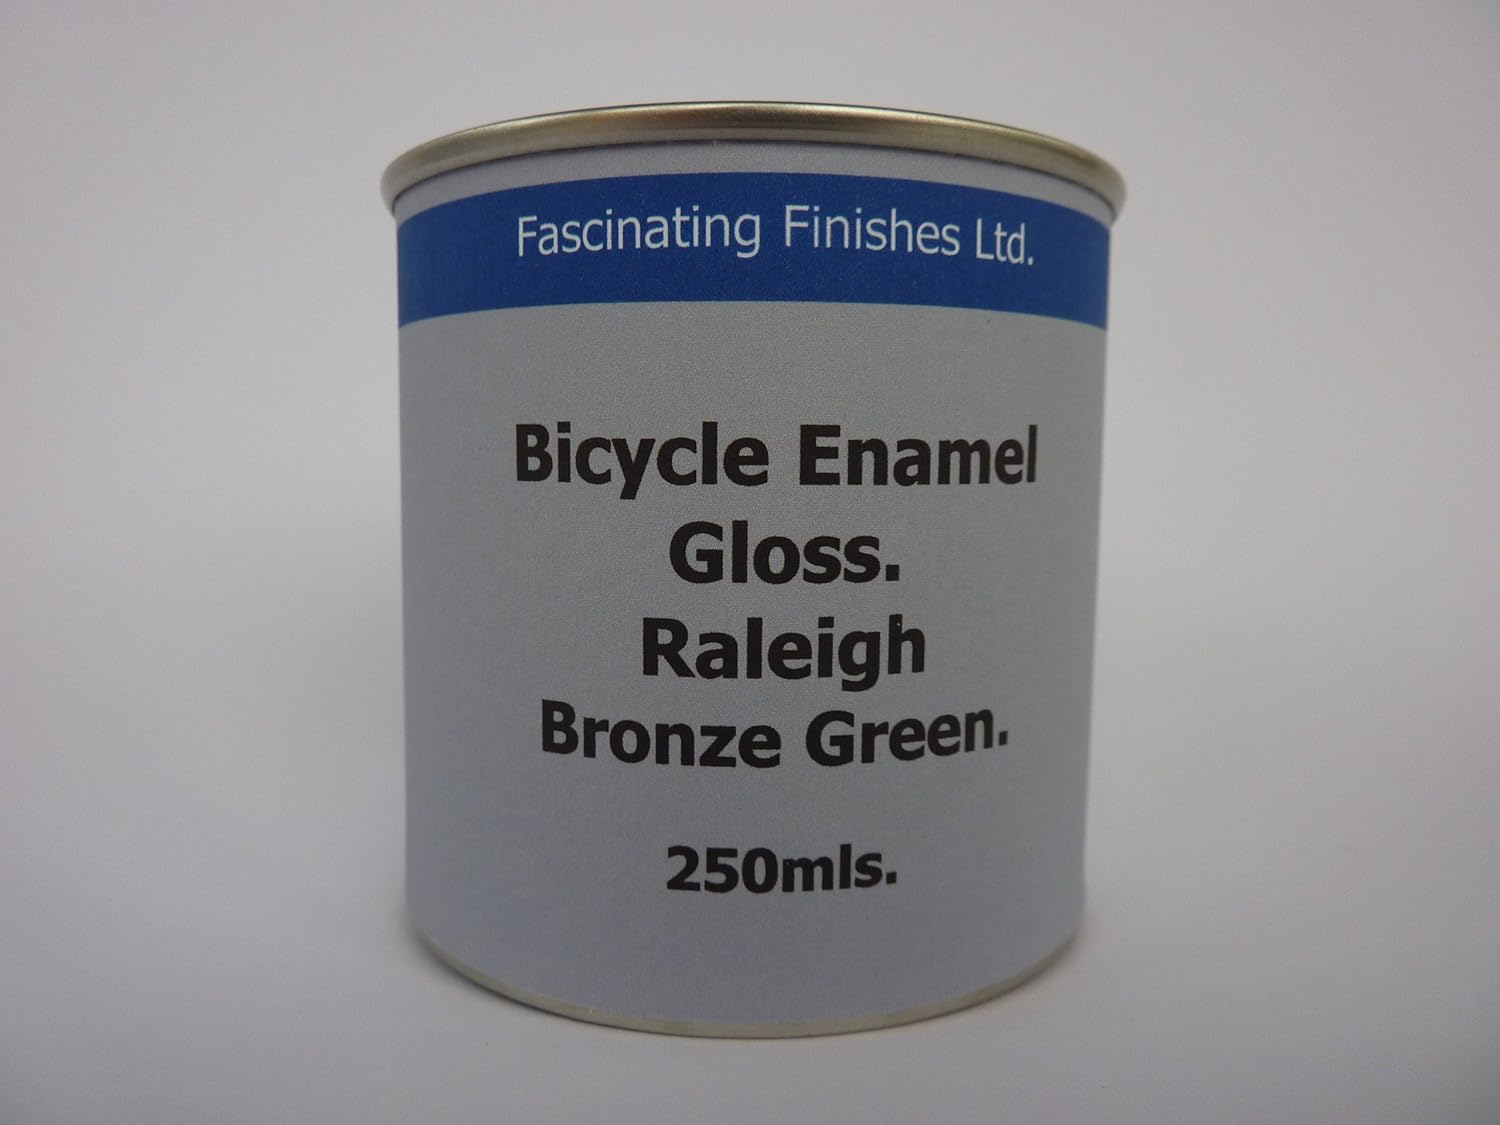 Fascinating Finishes Ltd.
Bicycle Enamel
Gloss.
Raleigh
Bronze Green.
250mls.